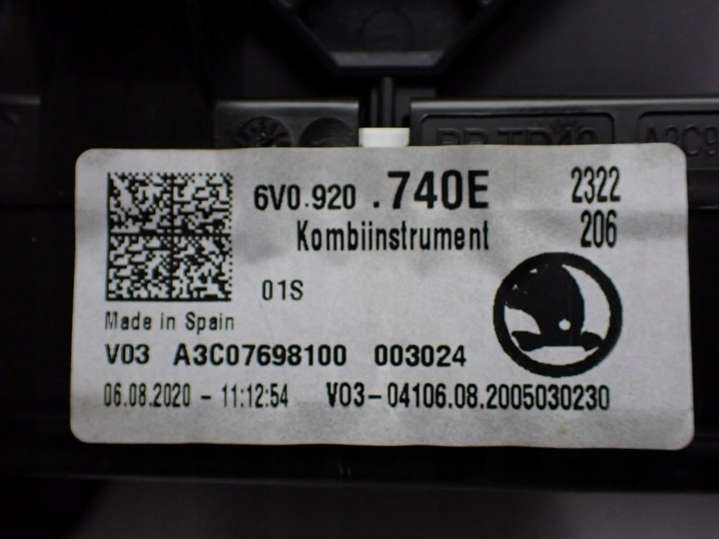 6V0.920 .740E 2322
Kombiinstrument 206
01S
Made in Spain
V03 A3C07698100 003024
06.08.2020 - 11:12:54 V03-04106.08.2005030230